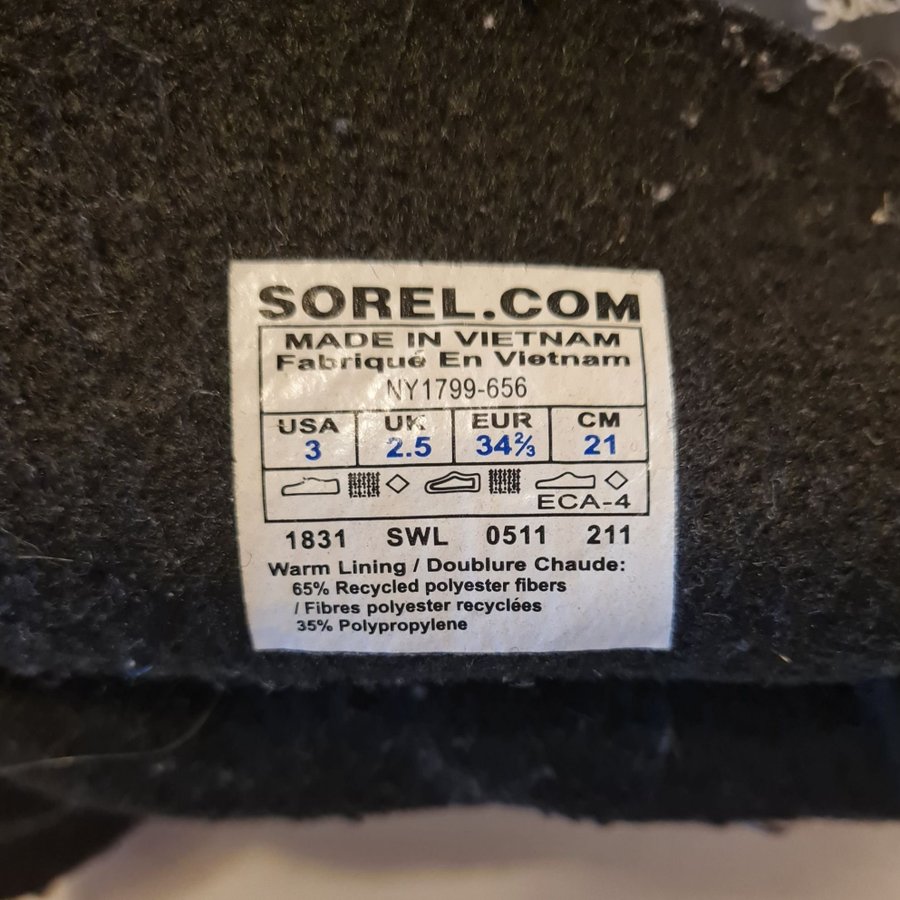 SOREL.COM
MADE IN VIETNAM
Fabriqué En Vietnam
NY1799-656
USA UK EUR CM
3 2.5 34⅔ 21
ECA-4
1831 SWL 0511 211
Warm Lining / Doublure Chaude:
65% Recycled polyester fibers
/ Fibres polyester recyclées
35% Polypropylene